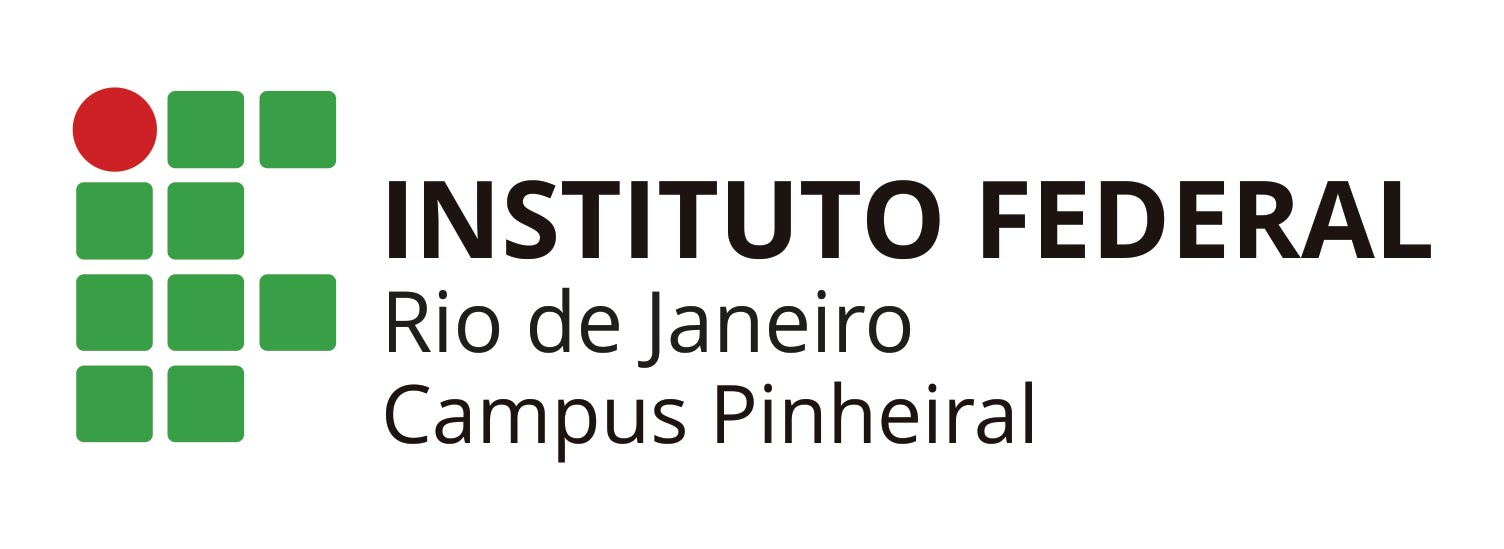 INSTITUTO FEDERAL
Rio de Janeiro
Campus Pinheiral